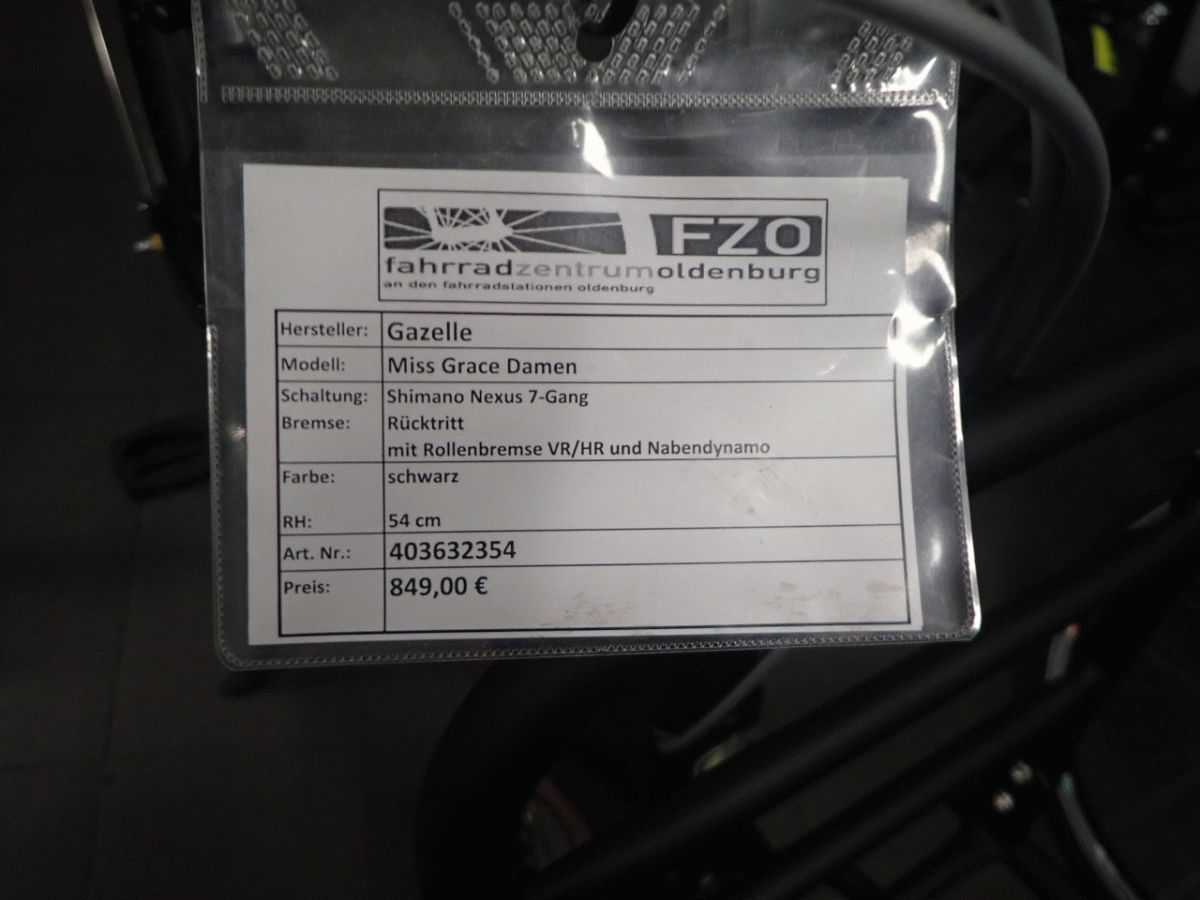 FZO
fahrradzentrumoldenburg
an den fahrradstationen oldenburg
Hersteller: Gazelle
Modell: Miss Grace Damen
Schaltung: Shimano Nexus 7-Gang
Bremse: Rücktritt
mit Rollenbremse VR/HR und Nabendynamo
Farbe: schwarz
RH: 54 cm
Art. Nr.: 403632354
Preis: 849,00 €